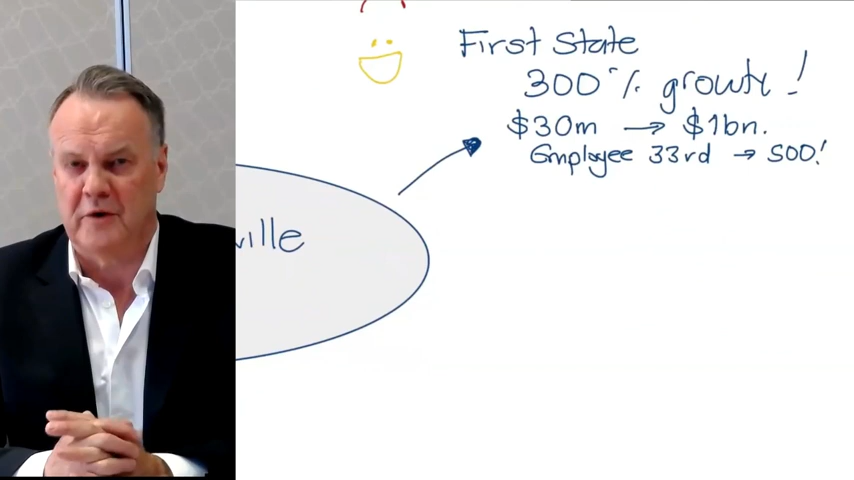 First State
300% growth!
$30m → $1bn.
Employee 33rd → 500!
ville